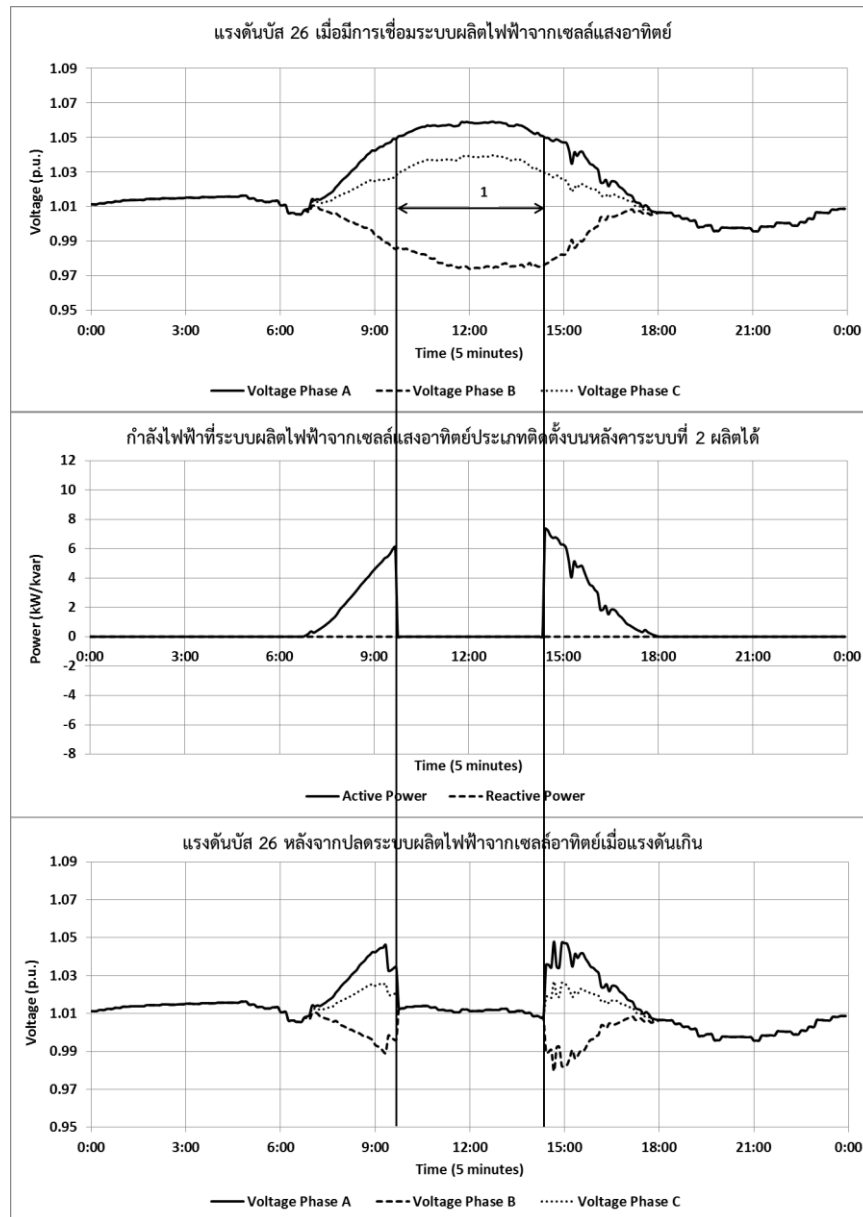 แรงดันบัส 26 เมื่อมีการเชื่อมระบบผลิตไฟฟ้าจากเซลล์แสงอาทิตย์
1.09
1.07
1.05
1.03
1.01
0.99
0.97
0.95
Voltage (p.u.)
1
0:00 3:00 6:00 9:00 12:00 15:00 18:00 21:00 0:00
Time (5 minutes)
Voltage Phase A Voltage Phase B Voltage Phase C
กำลังไฟฟ้าที่ระบบผลิตไฟฟ้าจากเซลล์แสงอาทิตย์ประเภทติดตั้งบนหลังคาระบบที่ 2 ผลิตได้
12
10
8
6
4
2
0
-2
-4
-6
-8
Power (kW/kvar)
0:00 3:00 6:00 9:00 12:00 15:00 18:00 21:00 0:00
Time (5 minutes)
Active Power Reactive Power
แรงดันบัส 26 หลังจากปลดระบบผลิตไฟฟ้าจากเซลล์อาทิตย์เมื่อแรงดันเกิน
1.09
1.07
1.05
1.03
1.01
0.99
0.97
0.95
Voltage (p.u.)
0:00 3:00 6:00 9:00 12:00 15:00 18:00 21:00 0:00
Time (5 minutes)
Voltage Phase A Voltage Phase B Voltage Phase C